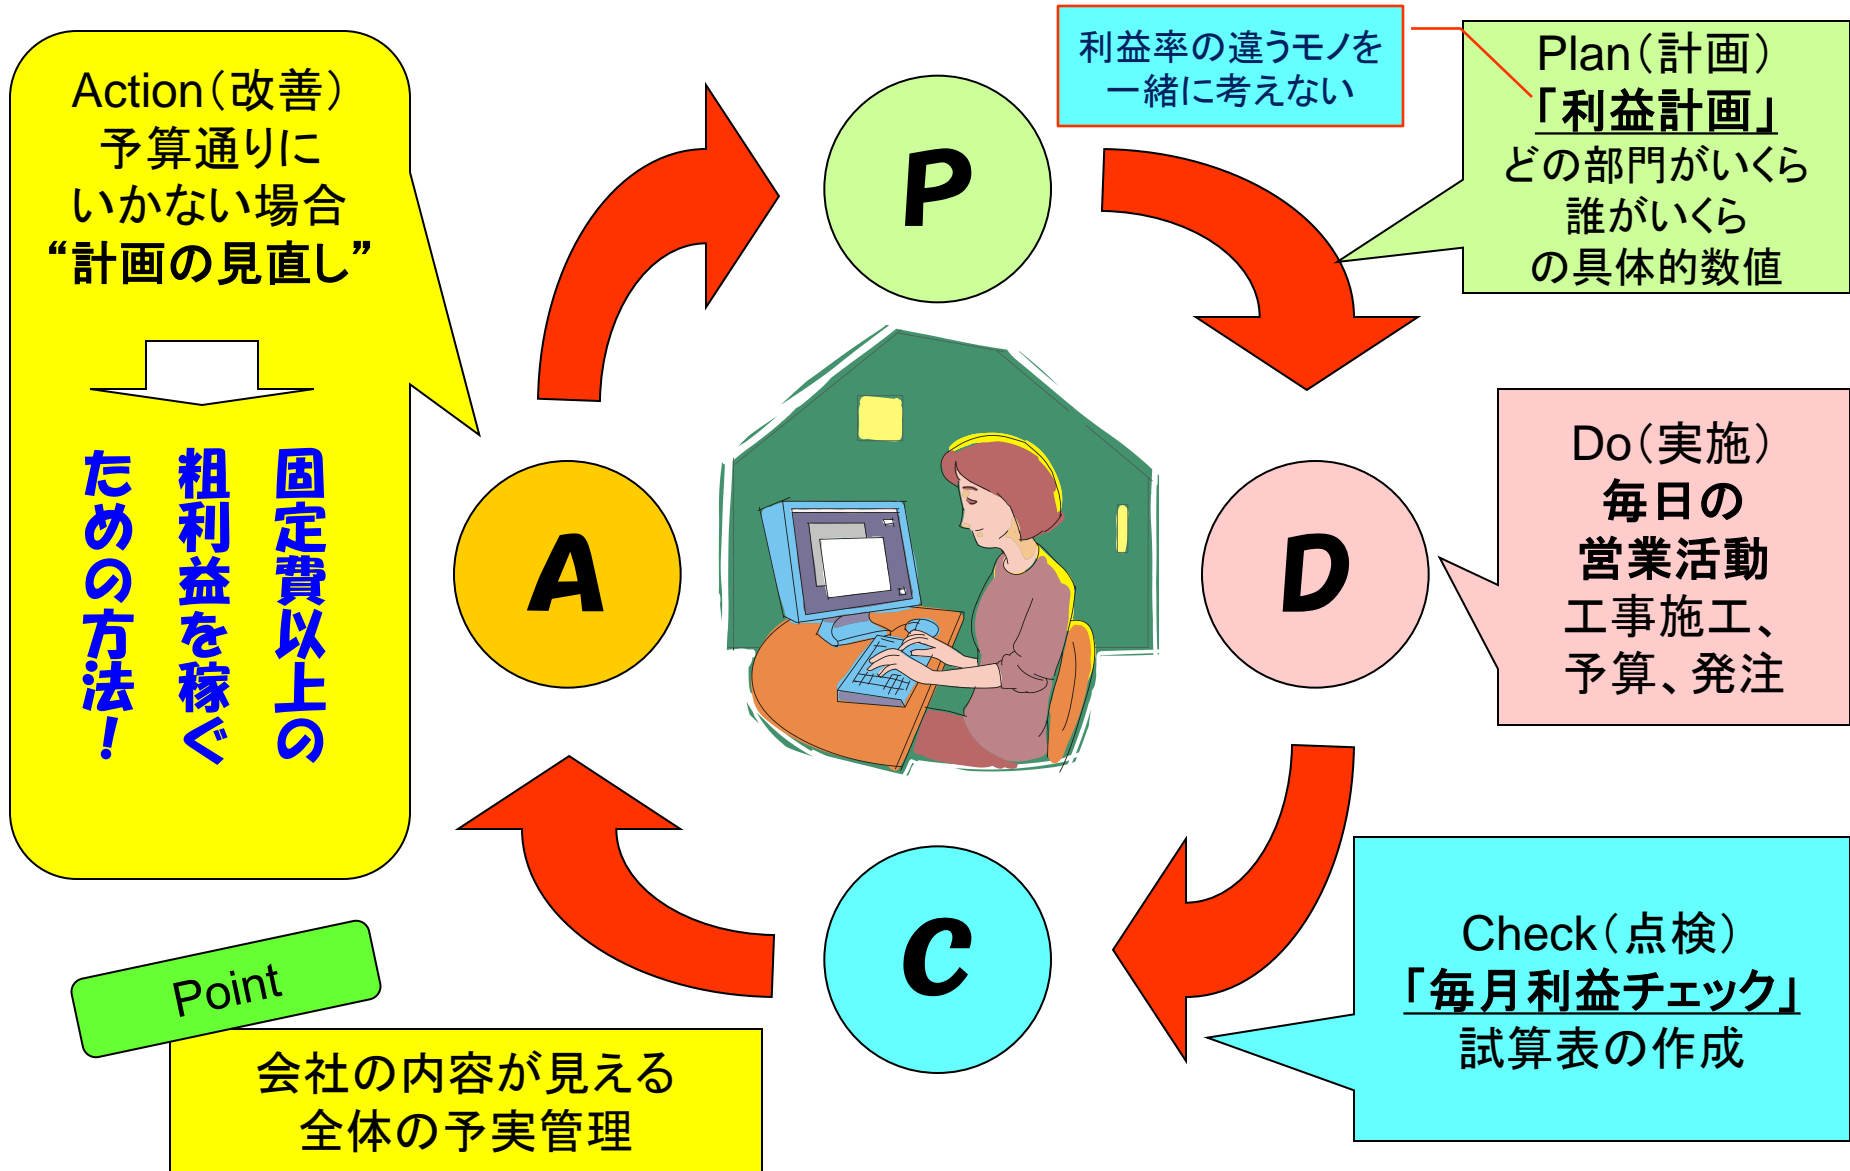 利益率の違うモノを
一緒に考えない
Plan(計画)
「利益計画」
どの部門がいくら
誰がいくら
の具体的数値
P
Action(改善)
予算通りに
いかない場合
“計画の見直し”
固定費以上の
粗利益を稼ぐ
ための方法！
A
D
Do(実施)
毎日の
営業活動
工事施工、
予算、発注
C
Check(点検)
「毎月利益チェック」
試算表の作成
Point
会社の内容が見える
全体の予実管理